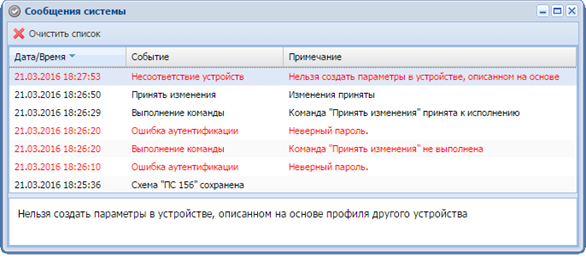 Сообщения системы
Очистить список
Дата/Время Событие Примечание
21.03.2016 18:27:53 Несоответствие устройств Нельзя создать параметры в устройстве, описанном на основе
21.03.2016 18:26:50 Принять изменения Изменения приняты
21.03.2016 18:26:29 Выполнение команды Команда "Принять изменения" принята к исполнению
21.03.2016 18:26:20 Ошибка аутентификации Неверный пароль.
21.03.2016 18:26:20 Выполнение команды Команда "Принять изменения" не выполнена
21.03.2016 18:26:10 Ошибка аутентификации Неверный пароль.
21.03.2016 18:25:36 Схема "ПС 156" сохранена
Нельзя создать параметры в устройстве, описанном на основе профиля другого устройства